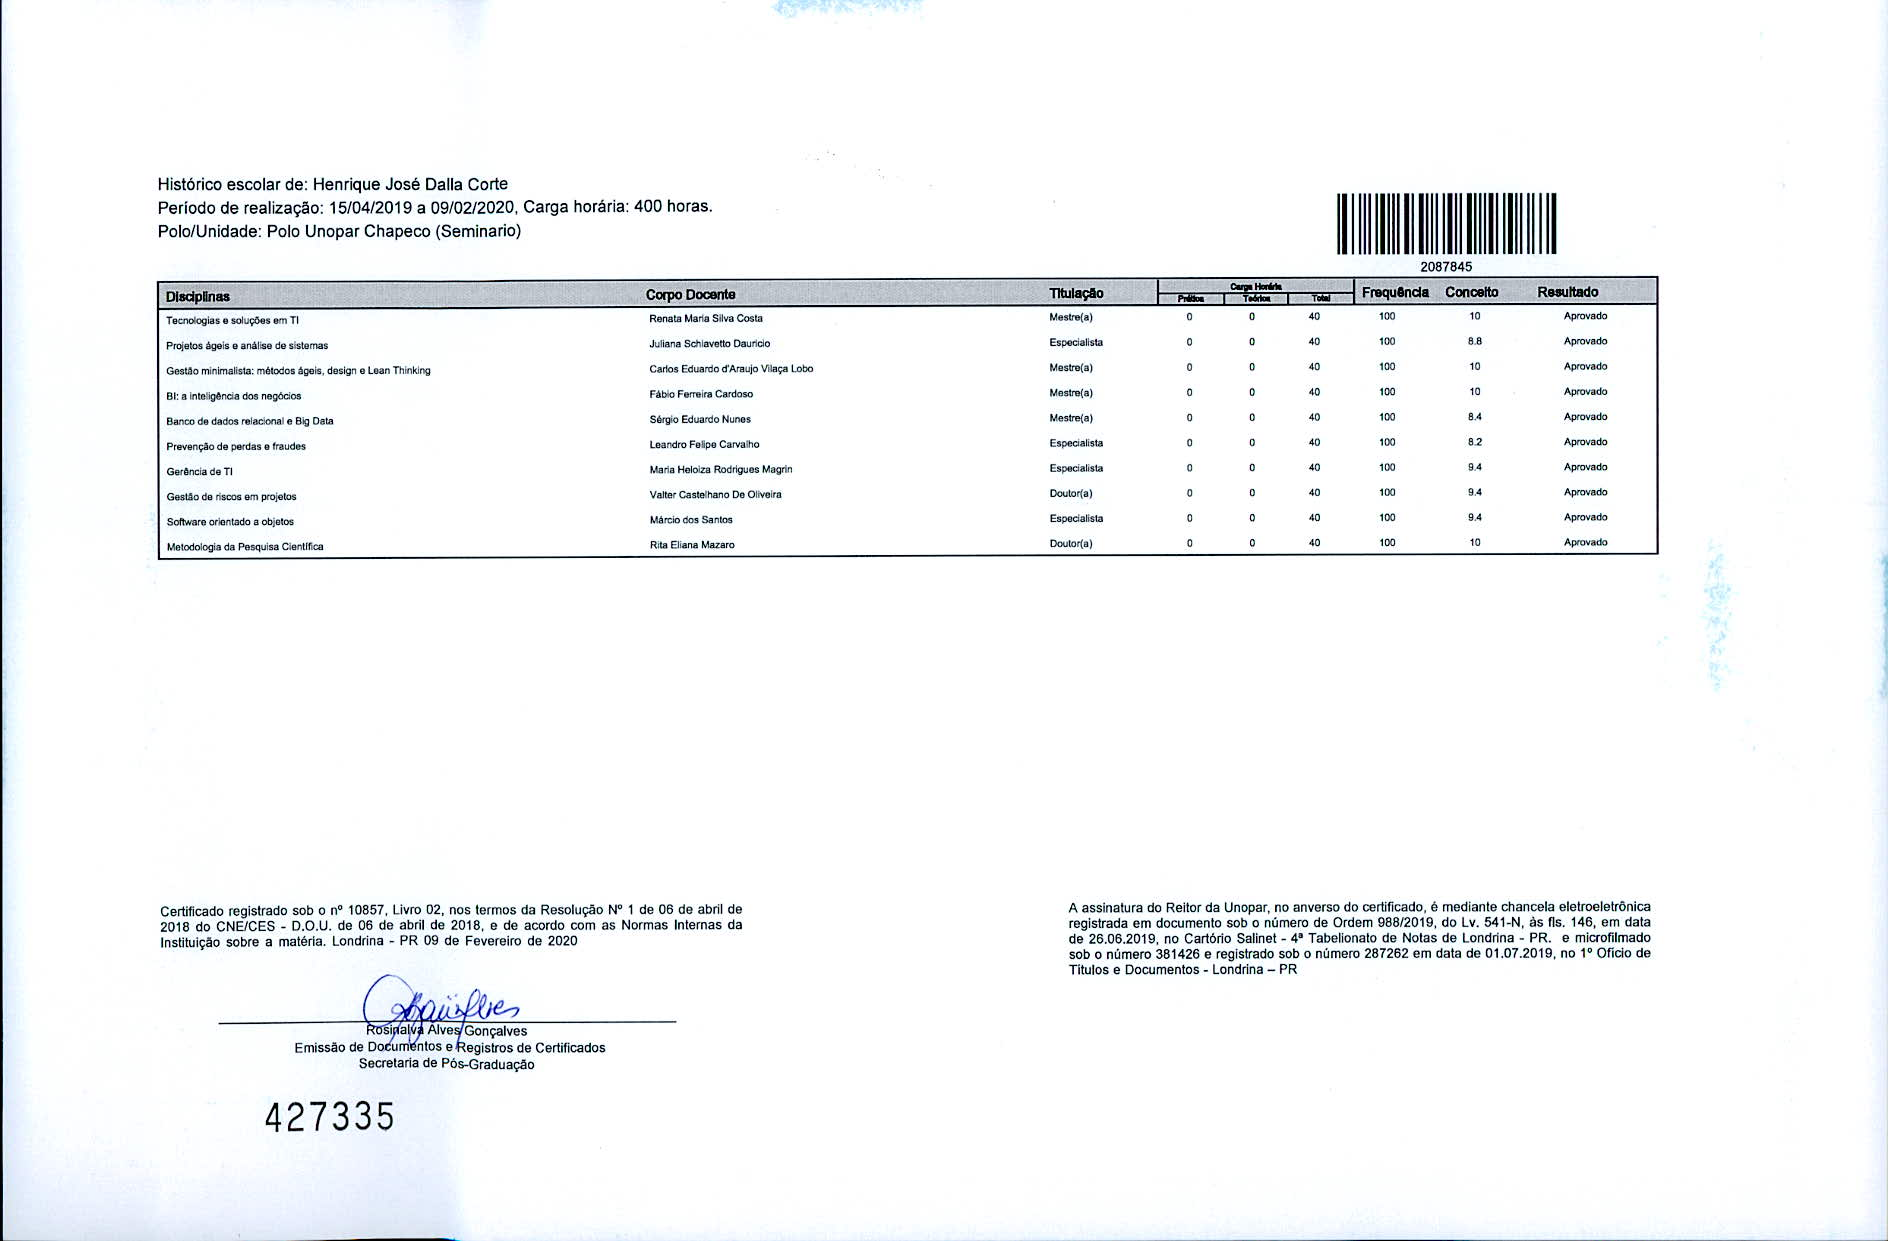 Histórico escolar de: Henrique José Dalla Corte
Período de realização: 15/04/2019 a 09/02/2020, Carga horária: 400 horas.
Polo/Unidade: Polo Unopar Chapeco (Seminario)
2087845
Disciplinas Corpo Docente Titulação Carga Horária Prática Teórica Total Frequência Conceito Resultado
Tecnologias e soluções em TI Renata Maria Silva Costa Mestre(a) 0 0 40 100 10 Aprovado
Projetos ágeis e análise de sistemas Juliana Schiavetto Dauricio Especialista 0 0 40 100 8.8 Aprovado
Gestão minimalista: métodos ágeis, design e Lean Thinking Carlos Eduardo d'Araujo Vilaça Lobo Mestre(a) 0 0 40 100 10 Aprovado
BI: a inteligência dos negócios Fábio Ferreira Cardoso Mestre(a) 0 0 40 100 10 Aprovado
Banco de dados relacional e Big Data Sérgio Eduardo Nunes Mestre(a) 0 0 40 100 8.4 Aprovado
Prevenção de perdas e fraudes Leandro Felipe Carvalho Especialista 0 0 40 100 8.2 Aprovado
Gerência de TI Maria Heloiza Rodrigues Magrin Especialista 0 0 40 100 9.4 Aprovado
Gestão de riscos em projetos Valter Castelhano De Oliveira Doutor(a) 0 0 40 100 9.4 Aprovado
Software orientado a objetos Márcio dos Santos Especialista 0 0 40 100 9.4 Aprovado
Metodologia da Pesquisa Científica Rita Eliana Mazaro Doutor(a) 0 0 40 100 10 Aprovado
Certificado registrado sob o nº 10857, Livro 02, nos termos da Resolução Nº 1 de 06 de abril de
2018 do CNE/CES - D.O.U. de 06 de abril de 2018, e de acordo com as Normas Internas da
Instituição sobre a matéria. Londrina - PR 09 de Fevereiro de 2020
Rosinalva Alves Gonçalves
Emissão de Documentos e Registros de Certificados
Secretaria de Pós-Graduação
427335
A assinatura do Reitor da Unopar, no anverso do certificado, é mediante chancela eletroeletrônica
registrada em documento sob o número de Ordem 988/2019, do Lv. 541-N, às fls. 146, em data
de 26.06.2019, no Cartório Salinet - 4ª Tabelionato de Notas de Londrina - PR. e microfilmado
sob o número 381426 e registrado sob o número 287262 em data de 01.07.2019, no 1º Ofício de
Títulos e Documentos - Londrina – PR